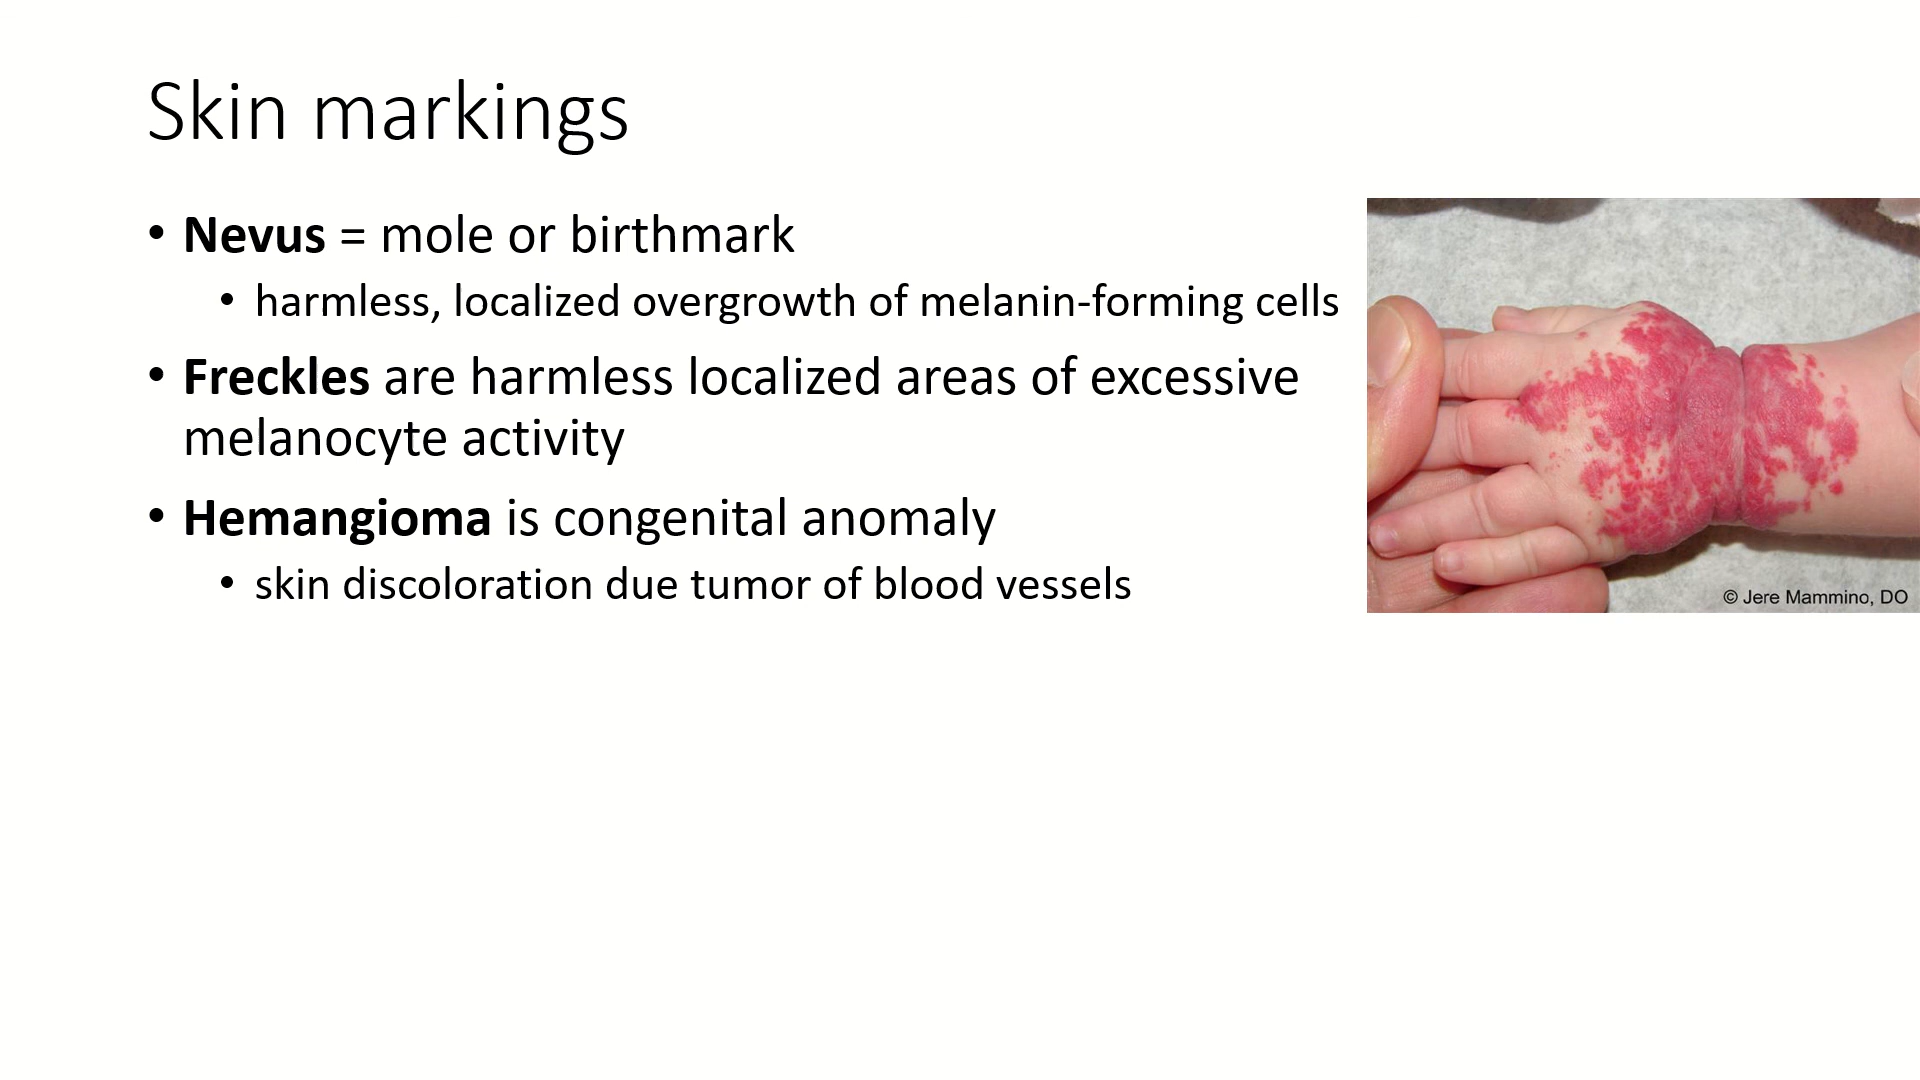 Skin markings
• Nevus = mole or birthmark
• harmless, localized overgrowth of melanin-forming cells
• Freckles are harmless localized areas of excessive
melanocyte activity
• Hemangioma is congenital anomaly
• skin discoloration due tumor of blood vessels
© Jere Mammino, DO